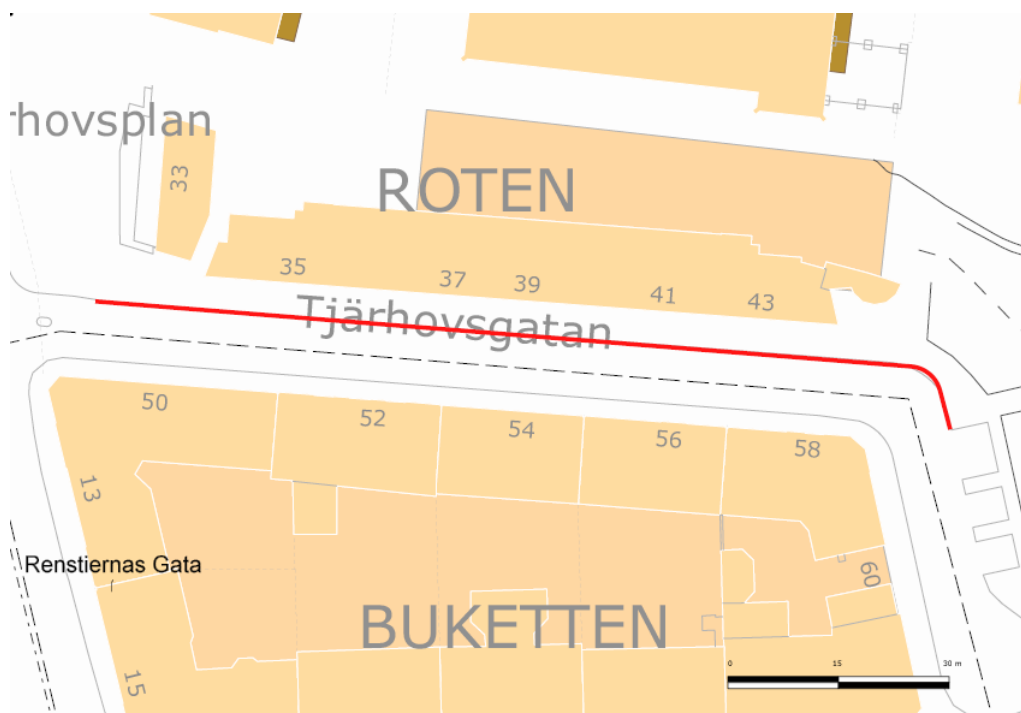 rhovsplan
33
ROTEN
35
37
39
41
43
Tjärhovsgatan
50
52
54
56
58
13
Renstiernas Gata
60
BUKETTEN
15
0 15 30 m